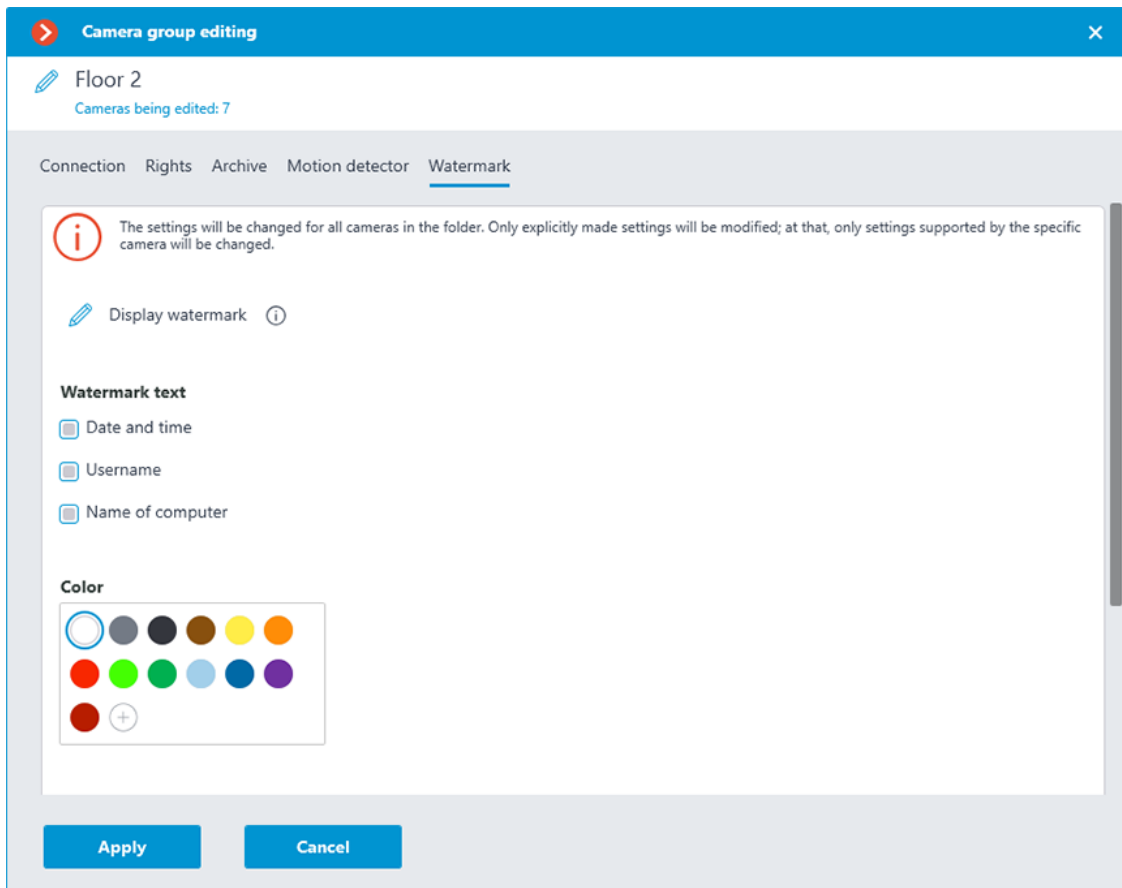 Camera group editing
Floor 2
Cameras being edited: 7
Connection Rights Archive Motion detector Watermark
The settings will be changed for all cameras in the folder. Only explicitly made settings will be modified; at that, only settings supported by the specific
camera will be changed.
Display watermark
Watermark text
Date and time
Username
Name of computer
Color
Apply Cancel